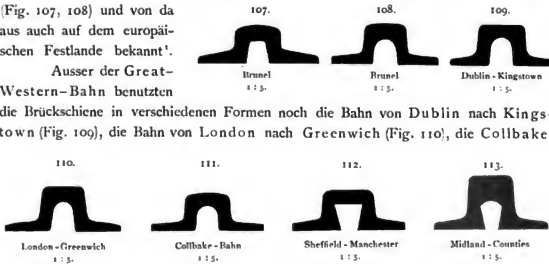 (Fig. 107, 108) und von da
aus auch auf dem europäi-
schen Festlande bekannt¹.
Ausser der Great-
Western-Bahn benutzten
107.
108.
109.
Brunel
Brunel
Dublin - Kingstown
1 : 5.
1 : 5.
1 : 5.
die Brückschiene in verschiedenen Formen noch die Bahn von Dublin nach Kings-
town (Fig. 109), die Bahn von London nach Greenwich (Fig. 110), die Collbake
110.
111.
112.
113.
London - Greenwich
Collbake - Bahn
Sheffield - Manchester
Midland - Counties
1 : 5.
1 : 5.
1 : 5.
1 : 5.